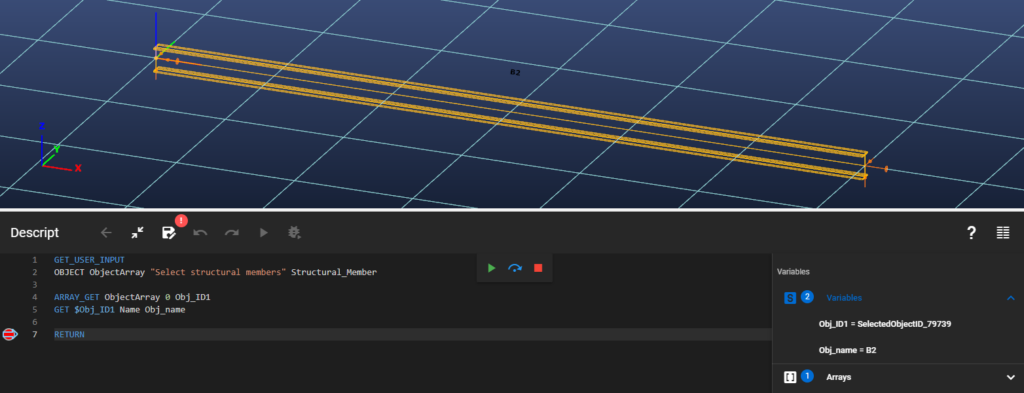 B2
Z
Y
X
Descript
!
?
1 GET_USER_INPUT
2 OBJECT ObjectArray "Select structural members" Structural_Member
3
4 ARRAY_GET ObjectArray 0 Obj_ID1
5 GET $Obj_ID1 Name Obj_name
6
7 RETURN
Variables
S 2 Variables
Obj_ID1 = SelectedObjectID_79739
Obj_name = B2
[] 1 Arrays